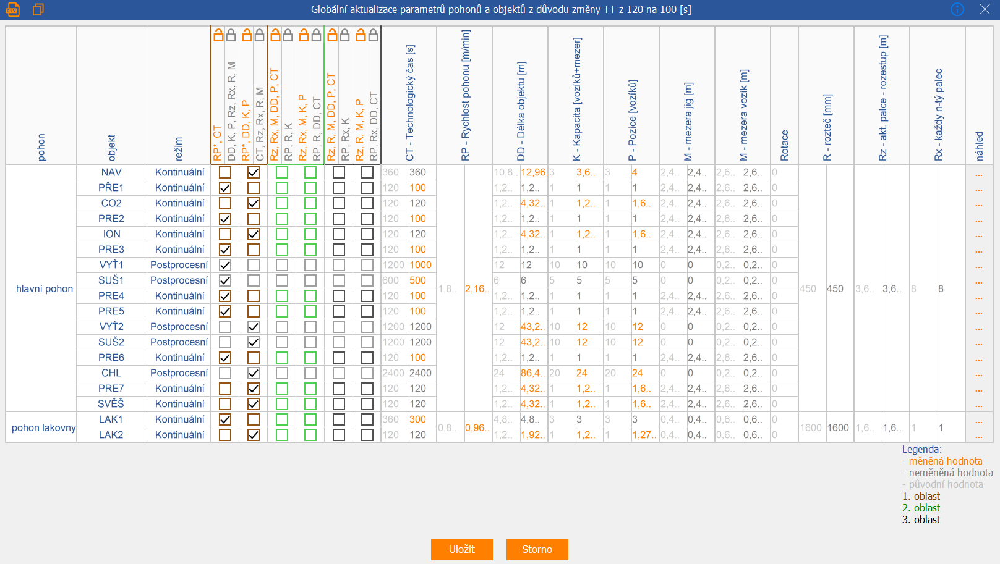 CSV
Globální aktualizace parametrů pohonů a objektů z důvodu změny TT z 120 na 100 [s]
pohon objekt režim RP*, CT DD, K, P, Rz, Rx, R, M RP*, DD, K, P CT, Rz, Rx, R, M Rz, Rx, M, DD, P, CT RP, R, K Rz, Rx, M, K, P RP, R, DD, CT Rz, R, M, DD, P, CT RP, Rx, K Rz, R, M, K, P RP, Rx, DD, CT CT - Technologický čas [s] RP - Rychlost pohonu [m/min] DD - Délka objektu [m] K - Kapacita [vozíků+mezer] P - Pozice [vozíků] M - mezera jig [m] M - mezera vozík [m] Rotace R - rozteč [mm] Rz - akt. palce - rozestup [m] Rx - každý n-tý palec náhled
NAV Kontinuální 360 360 10,8.. 12,96. 3 3,6.. 3 4 2,4.. 2,4.. 2,6.. 2,6.. 0 ...
PŘE1 Kontinuální 120 100 1,2.. 1,2.. 1 1 1 1 2,4.. 2,4.. 2,6.. 2,6.. 0 ...
CO2 Kontinuální 120 120 1,2.. 4,32.. 1 1,2.. 1 1,6.. 2,4.. 2,4.. 2,6.. 2,6.. 0 ...
PRE2 Kontinuální 120 100 1,2.. 1,2.. 1 1 1 1 2,4.. 2,4.. 2,6.. 2,6.. 0 ...
ION Kontinuální 120 120 1,2.. 4,32.. 1 1,2.. 1 1,6.. 2,4.. 2,4.. 2,6.. 2,6.. 0 ...
PRE3 Kontinuální 120 100 1,2.. 1,2.. 1 1 1 1 2,4.. 2,4.. 2,6.. 2,6.. 0 ...
VYŤ1 Postprocesní 1200 1000 12 12 10 10 10 10 0 0 0,2.. 0,2.. 0 ...
SUŠ1 Postprocesní 600 500 6 6 5 5 5 5 0 0 0,2.. 0,2.. 0 ...
hlavní pohon 1,8.. 2,16.. 450 450 3,6.. 3,6.. 8 8
PRE4 Kontinuální 120 100 1,2.. 1,2.. 1 1 1 1 2,4.. 2,4.. 2,6.. 2,6.. 0 ...
PRE5 Kontinuální 120 100 1,2.. 1,2.. 1 1 1 1 2,4.. 2,4.. 2,6.. 2,6.. 0 ...
VYŤ2 Postprocesní 1200 1200 12 43,2.. 10 12 10 12 0 0 0,2.. 0,2.. 0 ...
SUŠ2 Postprocesní 1200 1200 12 43,2.. 10 12 10 12 0 0 0,2.. 0,2.. 0 ...
PRE6 Kontinuální 120 100 1,2.. 1,2.. 1 1 1 1 2,4.. 2,4.. 2,6.. 2,6.. 0 ...
CHL Postprocesní 2400 2400 24 86,4.. 20 24 20 24 0 0 0,2.. 0,2.. 0 ...
PRE7 Kontinuální 120 120 1,2.. 4,32.. 1 1,2.. 1 1,6.. 2,4.. 2,4.. 2,6.. 2,6.. 0 ...
SVĚŠ Kontinuální 120 120 1,2.. 4,32.. 1 1,2.. 1 1,6.. 2,4.. 2,4.. 2,6.. 2,6.. 0 ...
LAK1 Kontinuální 360 300 4,8.. 4,8.. 3 3 3 3 0,4.. 0,4.. 0,6.. 0,6.. 0 ...
pohon lakovny 0,8.. 0,96.. 1600 1600 1,6.. 1,6.. 1 1
LAK2 Kontinuální 120 120 1,2.. 1,92.. 1 1,2.. 1 1,27.. 0,4.. 0,4.. 0,6.. 0,6.. 0 ...
Legenda:
- měněná hodnota
- neměněná hodnota
- původní hodnota
1. oblast
2. oblast
3. oblast
Uložit Storno